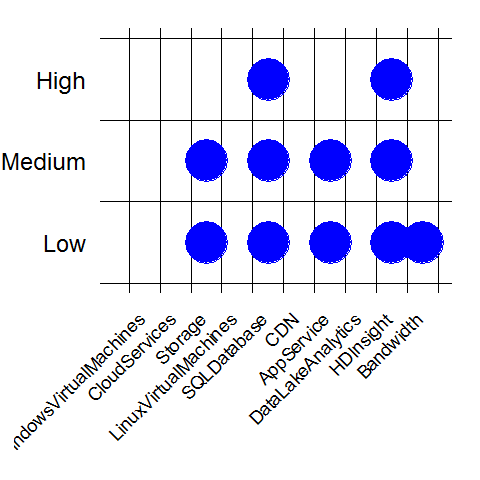 High
Medium
Low
ndowsVirtualMachines
CloudServices
Storage
LinuxVirtualMachines
SQLDatabase
CDN
AppService
DataLakeAnalytics
HDInsight
Bandwidth